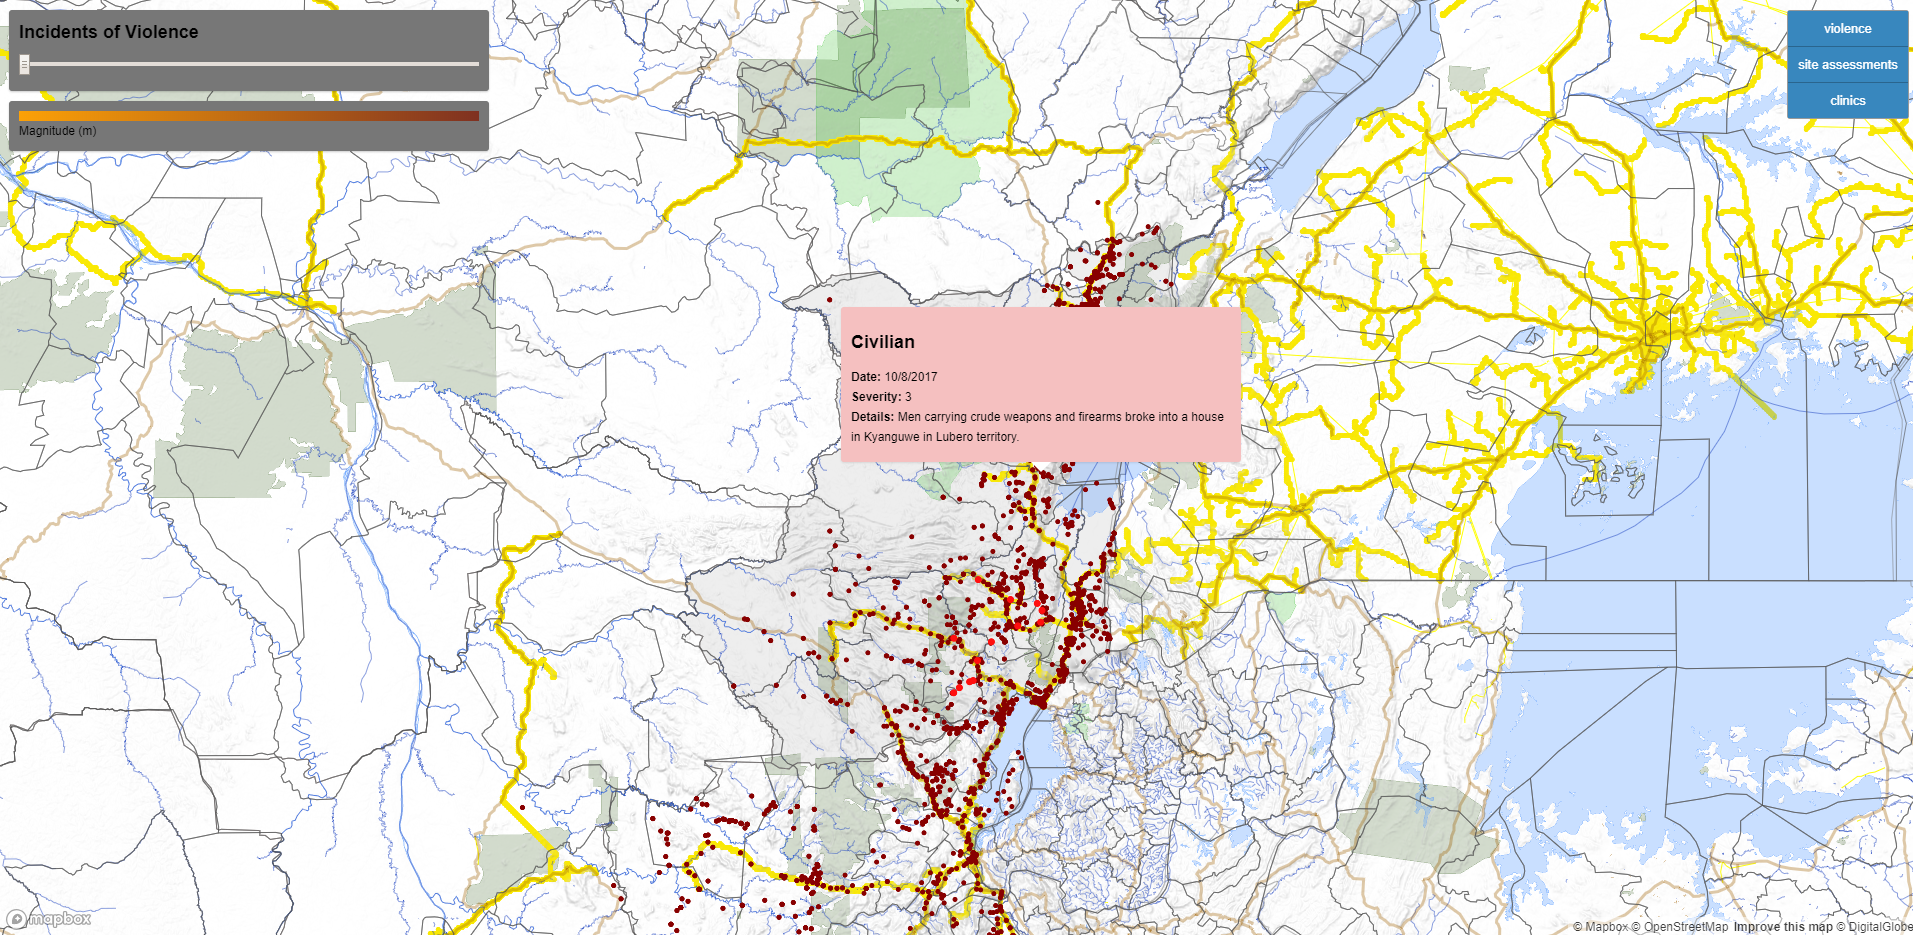 Incidents of Violence
Magnitude (m)
violence
site assessments
clinics
Civilian
Date: 10/8/2017
Severity: 3
Details: Men carrying crude weapons and firearms broke into a house
in Kyanguwe in Lubero territory.
mapbox
© Mapbox © OpenStreetMap Improve this map © DigitalGlobe